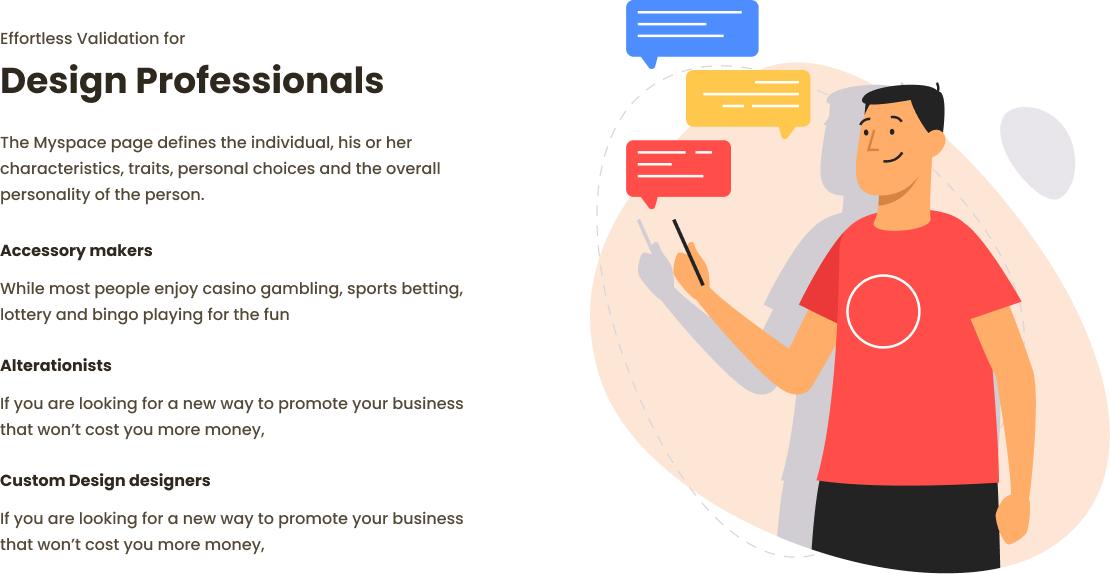 Effortless Validation for
Design Professionals
The Myspace page defines the individual, his or her
characteristics, traits, personal choices and the overall
personality of the person.
Accessory makers
While most people enjoy casino gambling, sports betting,
lottery and bingo playing for the fun
Alterationists
If you are looking for a new way to promote your business
that won’t cost you more money,
Custom Design designers
If you are looking for a new way to promote your business
that won’t cost you more money,